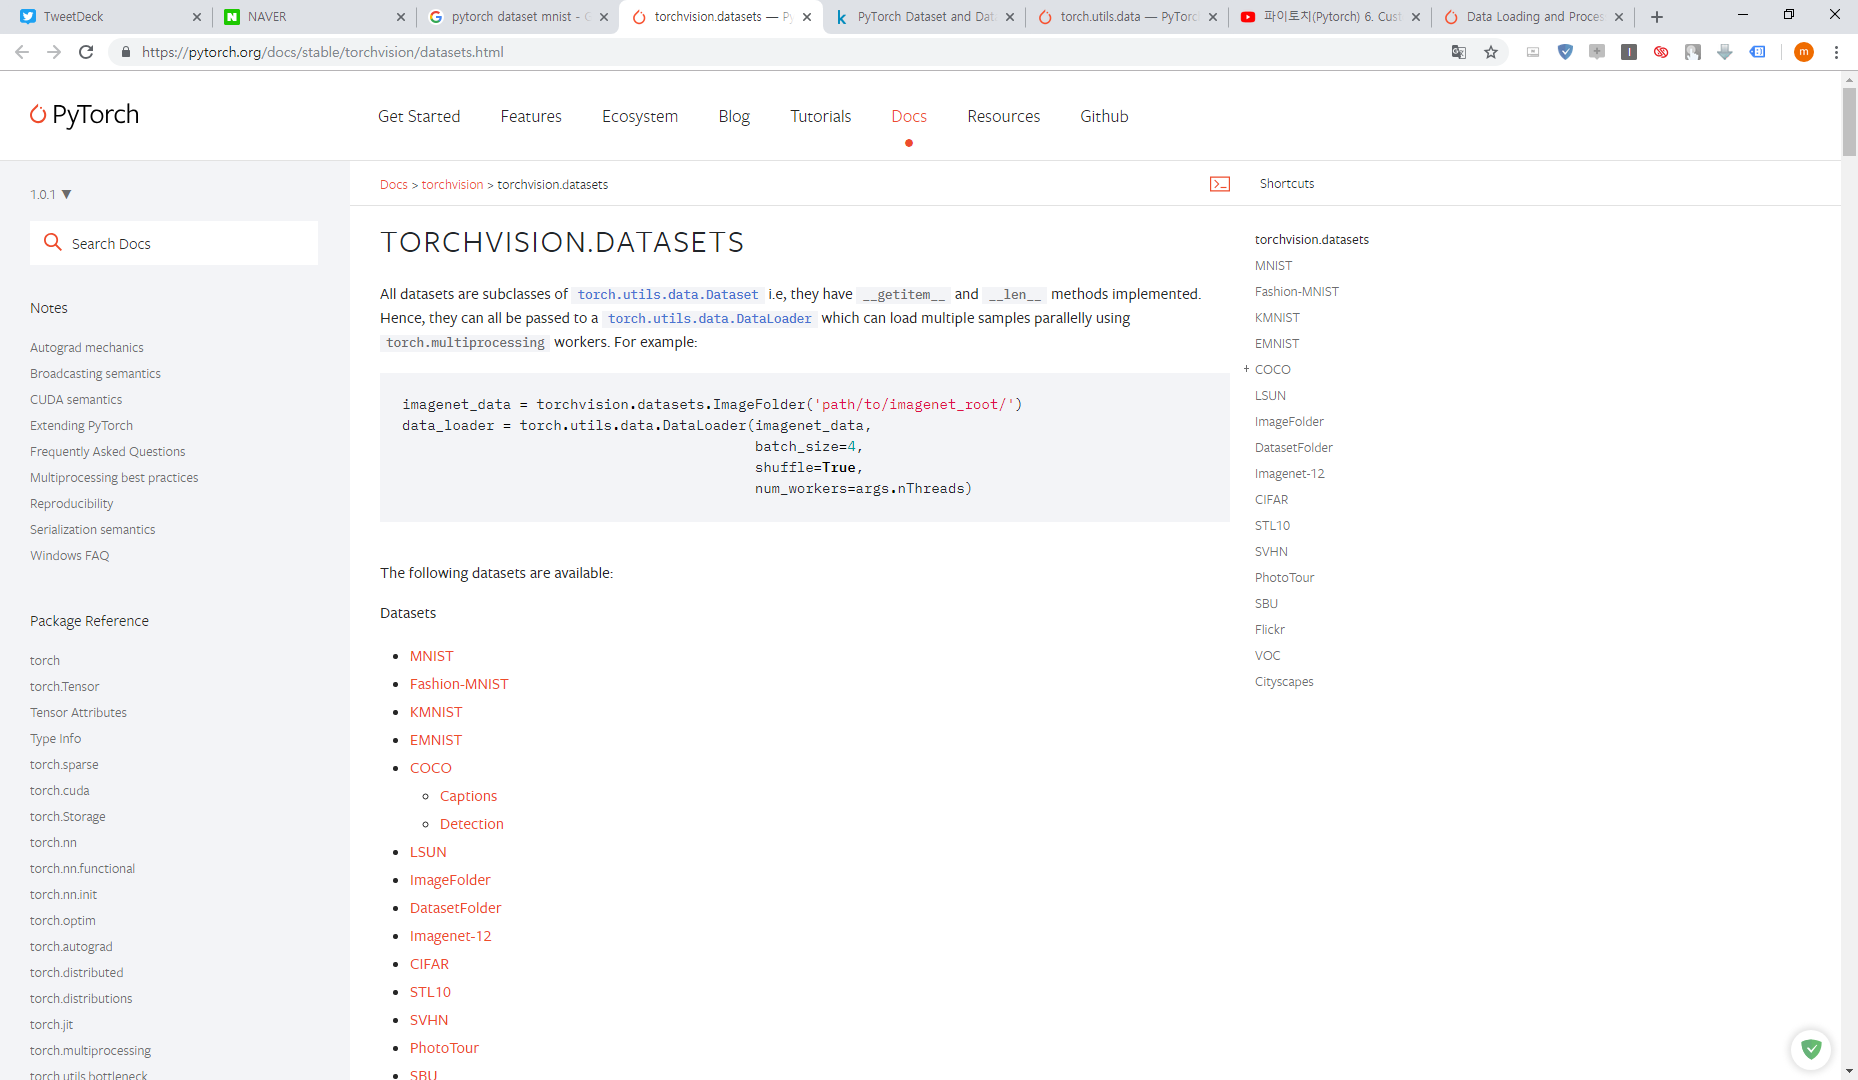 TweetDeck
NAVER
pytorch dataset mnist - G
torchvision.datasets — Py
PyTorch Dataset and Dat
torch.utils.data — PyTorc
파이토치(Pytorch) 6. Cust
Data Loading and Proces
https://pytorch.org/docs/stable/torchvision/datasets.html
m
PyTorch
Get Started
Features
Ecosystem
Blog
Tutorials
Docs
Resources
Github
1.0.1 ▼
Search Docs
Notes
Autograd mechanics
Broadcasting semantics
CUDA semantics
Extending PyTorch
Frequently Asked Questions
Multiprocessing best practices
Reproducibility
Serialization semantics
Windows FAQ
Package Reference
torch
torch.Tensor
Tensor Attributes
Type Info
torch.sparse
torch.cuda
torch.Storage
torch.nn
torch.nn.functional
torch.nn.init
torch.optim
torch.autograd
torch.distributed
torch.distributions
torch.jit
torch.multiprocessing
torch.utils.bottleneck
Docs > torchvision > torchvision.datasets
Shortcuts
TORCHVISION.DATASETS
All datasets are subclasses of torch.utils.data.Dataset i.e, they have __getitem__ and __len__ methods implemented.
Hence, they can all be passed to a torch.utils.data.DataLoader which can load multiple samples parallelly using
torch.multiprocessing workers. For example:
imagenet_data = torchvision.datasets.ImageFolder('path/to/imagenet_root/')
data_loader = torch.utils.data.DataLoader(imagenet_data,
batch_size=4,
shuffle=True,
num_workers=args.nThreads)
The following datasets are available:
Datasets
MNIST
Fashion-MNIST
KMNIST
EMNIST
COCO
Captions
Detection
LSUN
ImageFolder
DatasetFolder
Imagenet-12
CIFAR
STL10
SVHN
PhotoTour
SBU
torchvision.datasets
MNIST
Fashion-MNIST
KMNIST
EMNIST
+ COCO
LSUN
ImageFolder
DatasetFolder
Imagenet-12
CIFAR
STL10
SVHN
PhotoTour
SBU
Flickr
VOC
Cityscapes